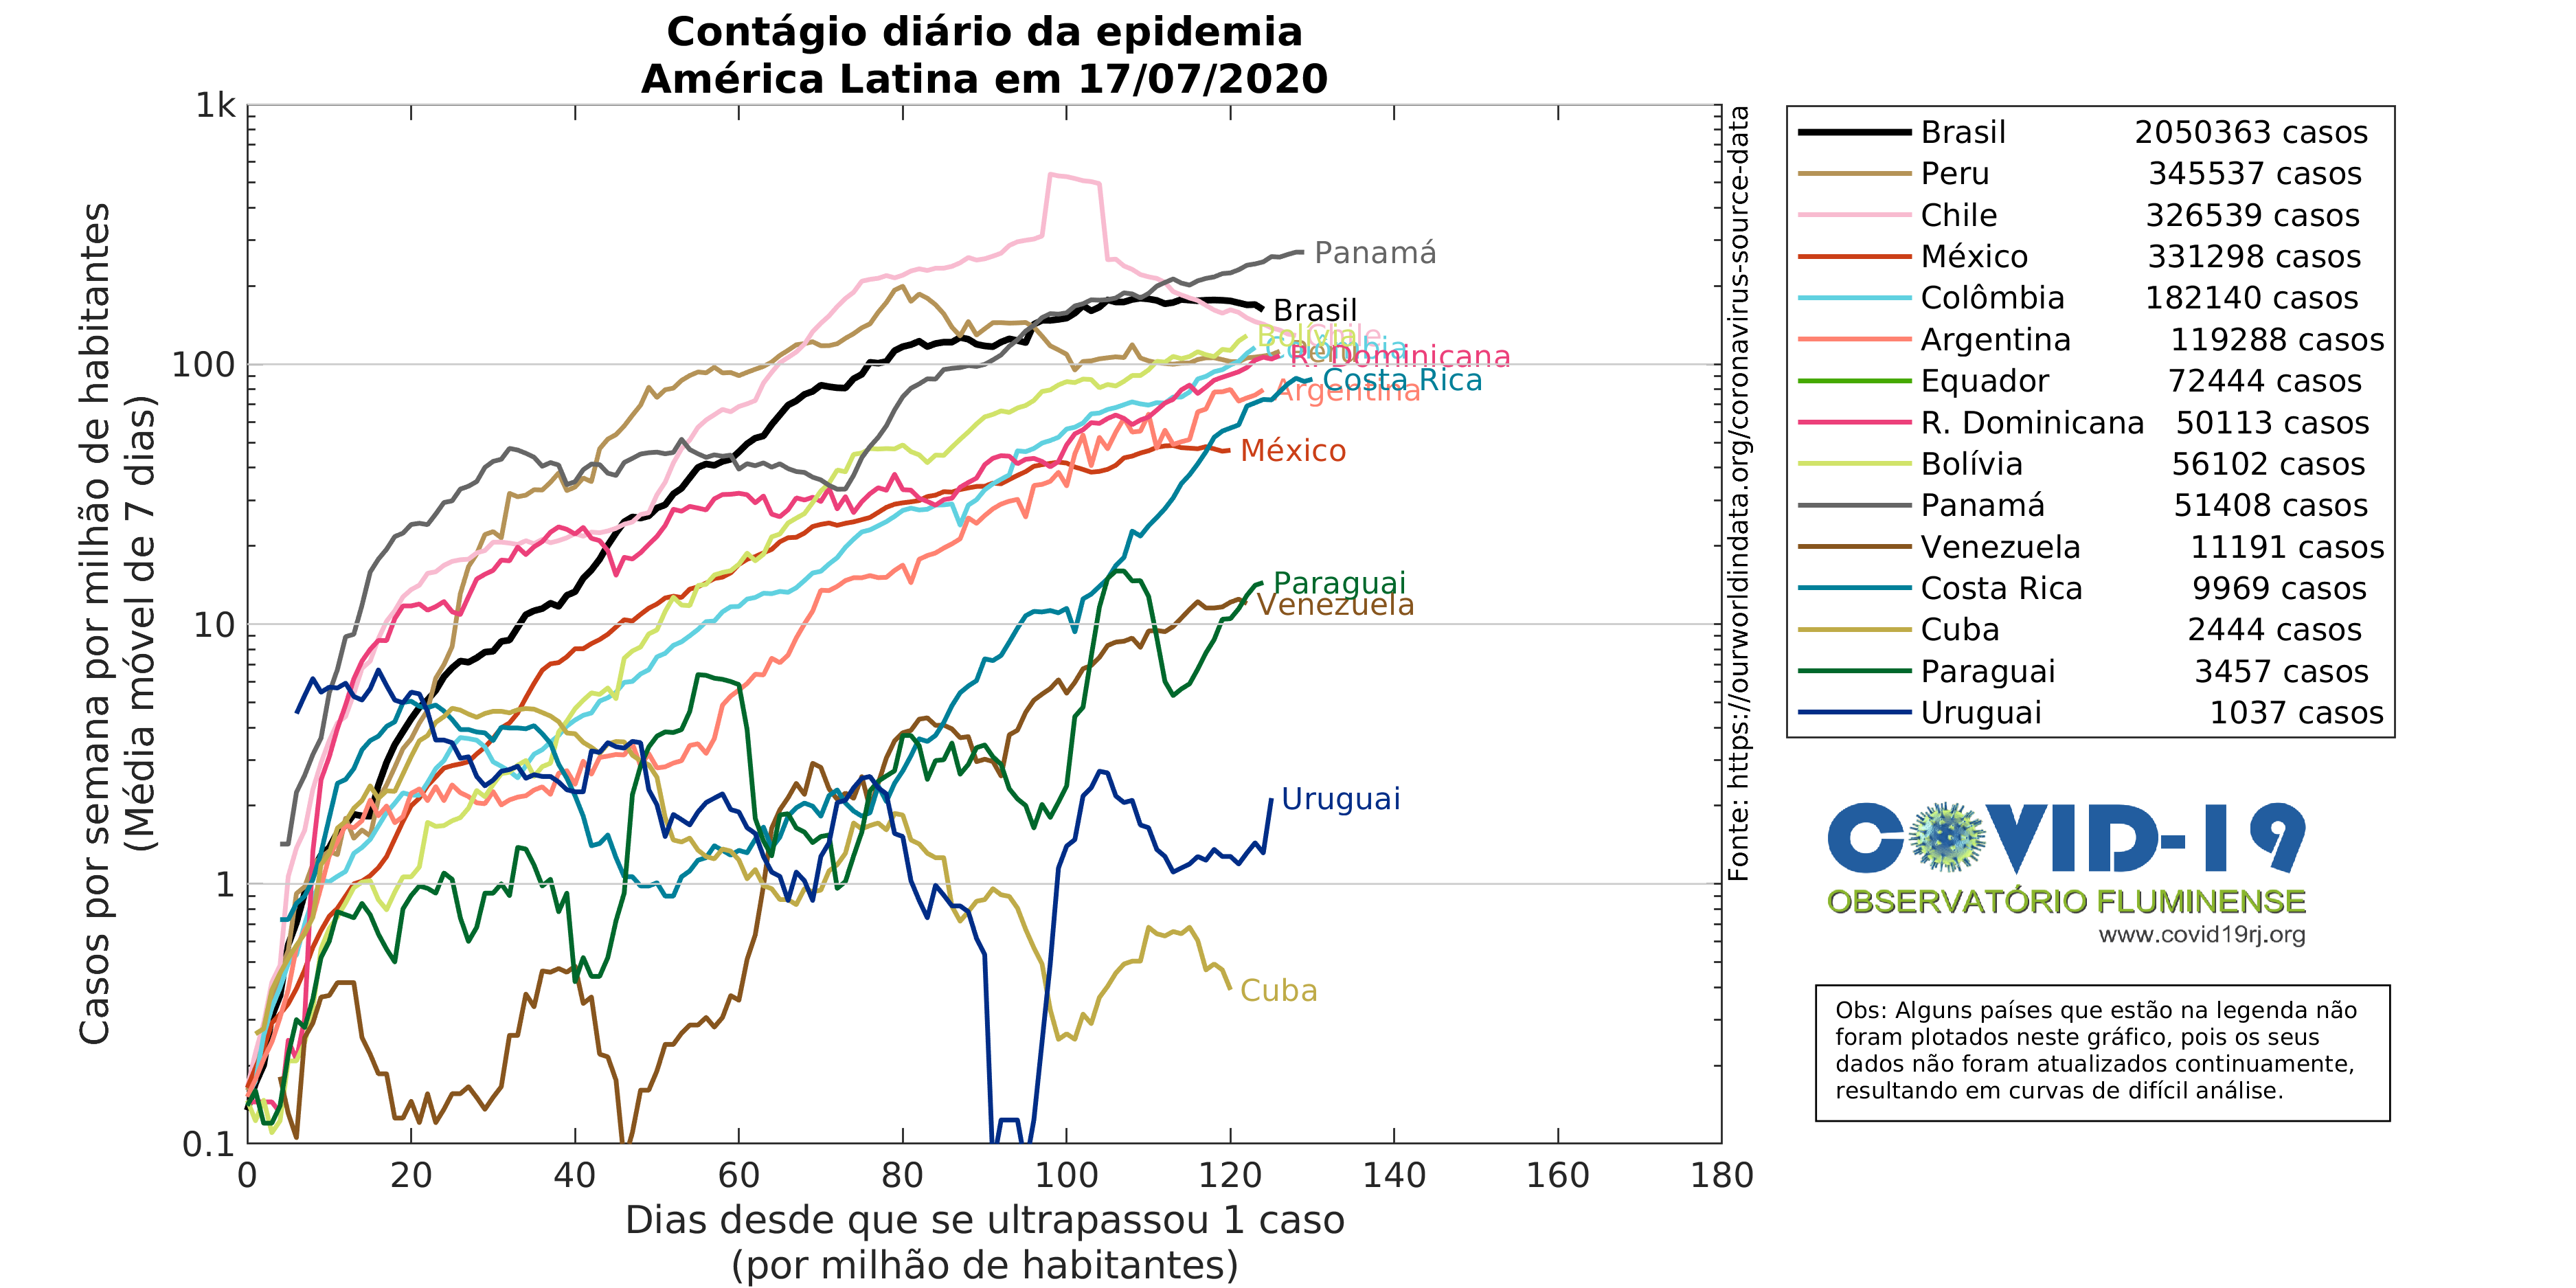 Contágio diário da epidemia
América Latina em 17/07/2020
Casos por semana por milhão de habitantes
(Média móvel de 7 dias)
1k
100
10
1
0.1
0 20 40 60 80 100 120 140 160 180
Dias desde que se ultrapassou 1 caso
(por milhão de habitantes)
Panamá
Brasil
Bolívia
Chile
Colômbia
Peru
R. Dominicana
Costa Rica
Argentina
México
Paraguai
Venezuela
Uruguai
Cuba
Fonte: https://ourworldindata.org/coronavirus-source-data
Brasil 2050363 casos
Peru 345537 casos
Chile 326539 casos
México 331298 casos
Colômbia 182140 casos
Argentina 119288 casos
Equador 72444 casos
R. Dominicana 50113 casos
Bolívia 56102 casos
Panamá 51408 casos
Venezuela 11191 casos
Costa Rica 9969 casos
Cuba 2444 casos
Paraguai 3457 casos
Uruguai 1037 casos
COVID-19
OBSERVATÓRIO FLUMINENSE
www.covid19rj.org
Obs: Alguns países que estão na legenda não
foram plotados neste gráfico, pois os seus
dados não foram atualizados continuamente,
resultando em curvas de difícil análise.